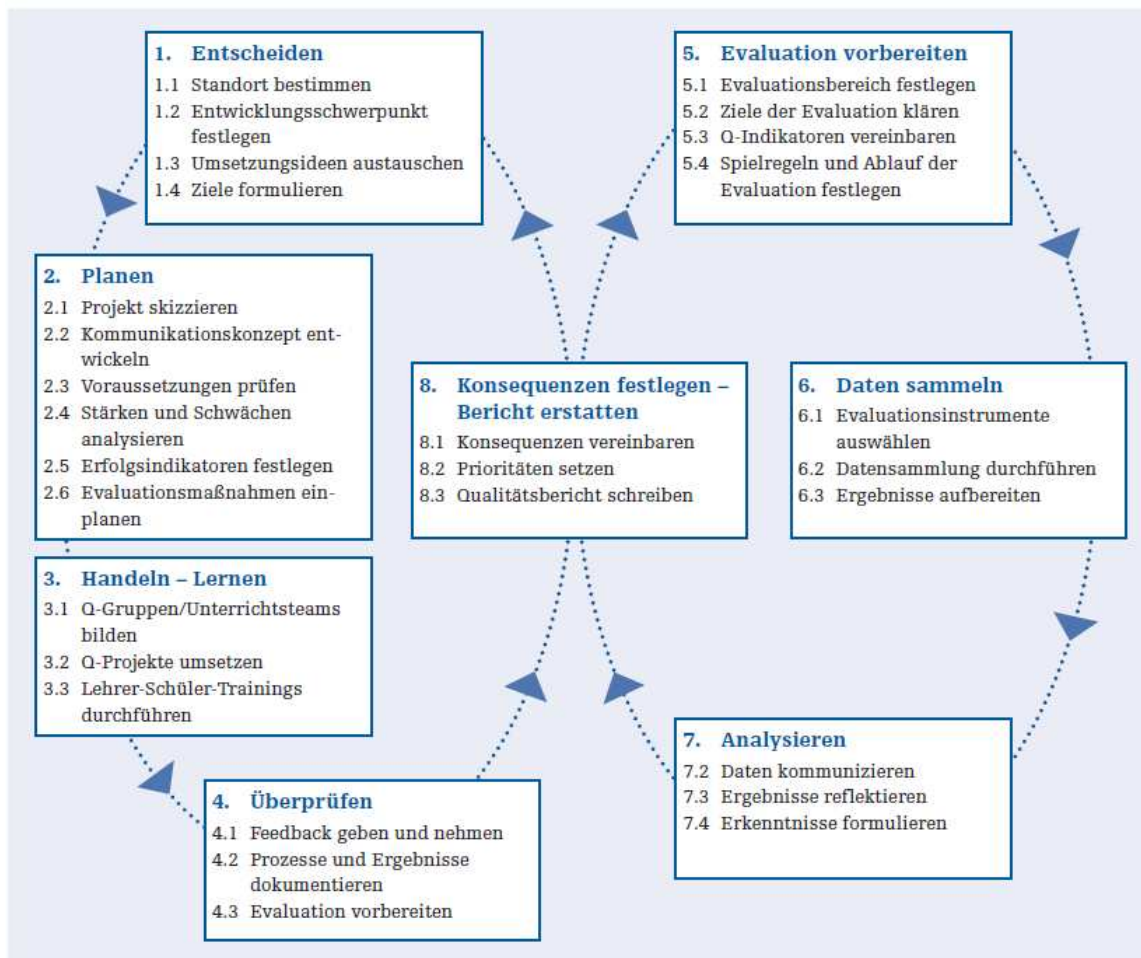 1. Entscheiden
1.1 Standort bestimmen
1.2 Entwicklungsschwerpunkt
festlegen
1.3 Umsetzungsideen austauschen
1.4 Ziele formulieren
2. Planen
2.1 Projekt skizzieren
2.2 Kommunikationskonzept ent-
wickeln
2.3 Voraussetzungen prüfen
2.4 Stärken und Schwächen
analysieren
2.5 Erfolgsindikatoren festlegen
2.6 Evaluationsmaßnahmen ein-
planen
3. Handeln – Lernen
3.1 Q-Gruppen/Unterrichtsteams
bilden
3.2 Q-Projekte umsetzen
3.3 Lehrer-Schüler-Trainings
durchführen
4. Überprüfen
4.1 Feedback geben und nehmen
4.2 Prozesse und Ergebnisse
dokumentieren
4.3 Evaluation vorbereiten
5. Evaluation vorbereiten
5.1 Evaluationsbereich festlegen
5.2 Ziele der Evaluation klären
5.3 Q-Indikatoren vereinbaren
5.4 Spielregeln und Ablauf der
Evaluation festlegen
6. Daten sammeln
6.1 Evaluationsinstrumente
auswählen
6.2 Datensammlung durchführen
6.3 Ergebnisse aufbereiten
7. Analysieren
7.2 Daten kommunizieren
7.3 Ergebnisse reflektieren
7.4 Erkenntnisse formulieren
8. Konsequenzen festlegen –
Bericht erstatten
8.1 Konsequenzen vereinbaren
8.2 Prioritäten setzen
8.3 Qualitätsbericht schreiben